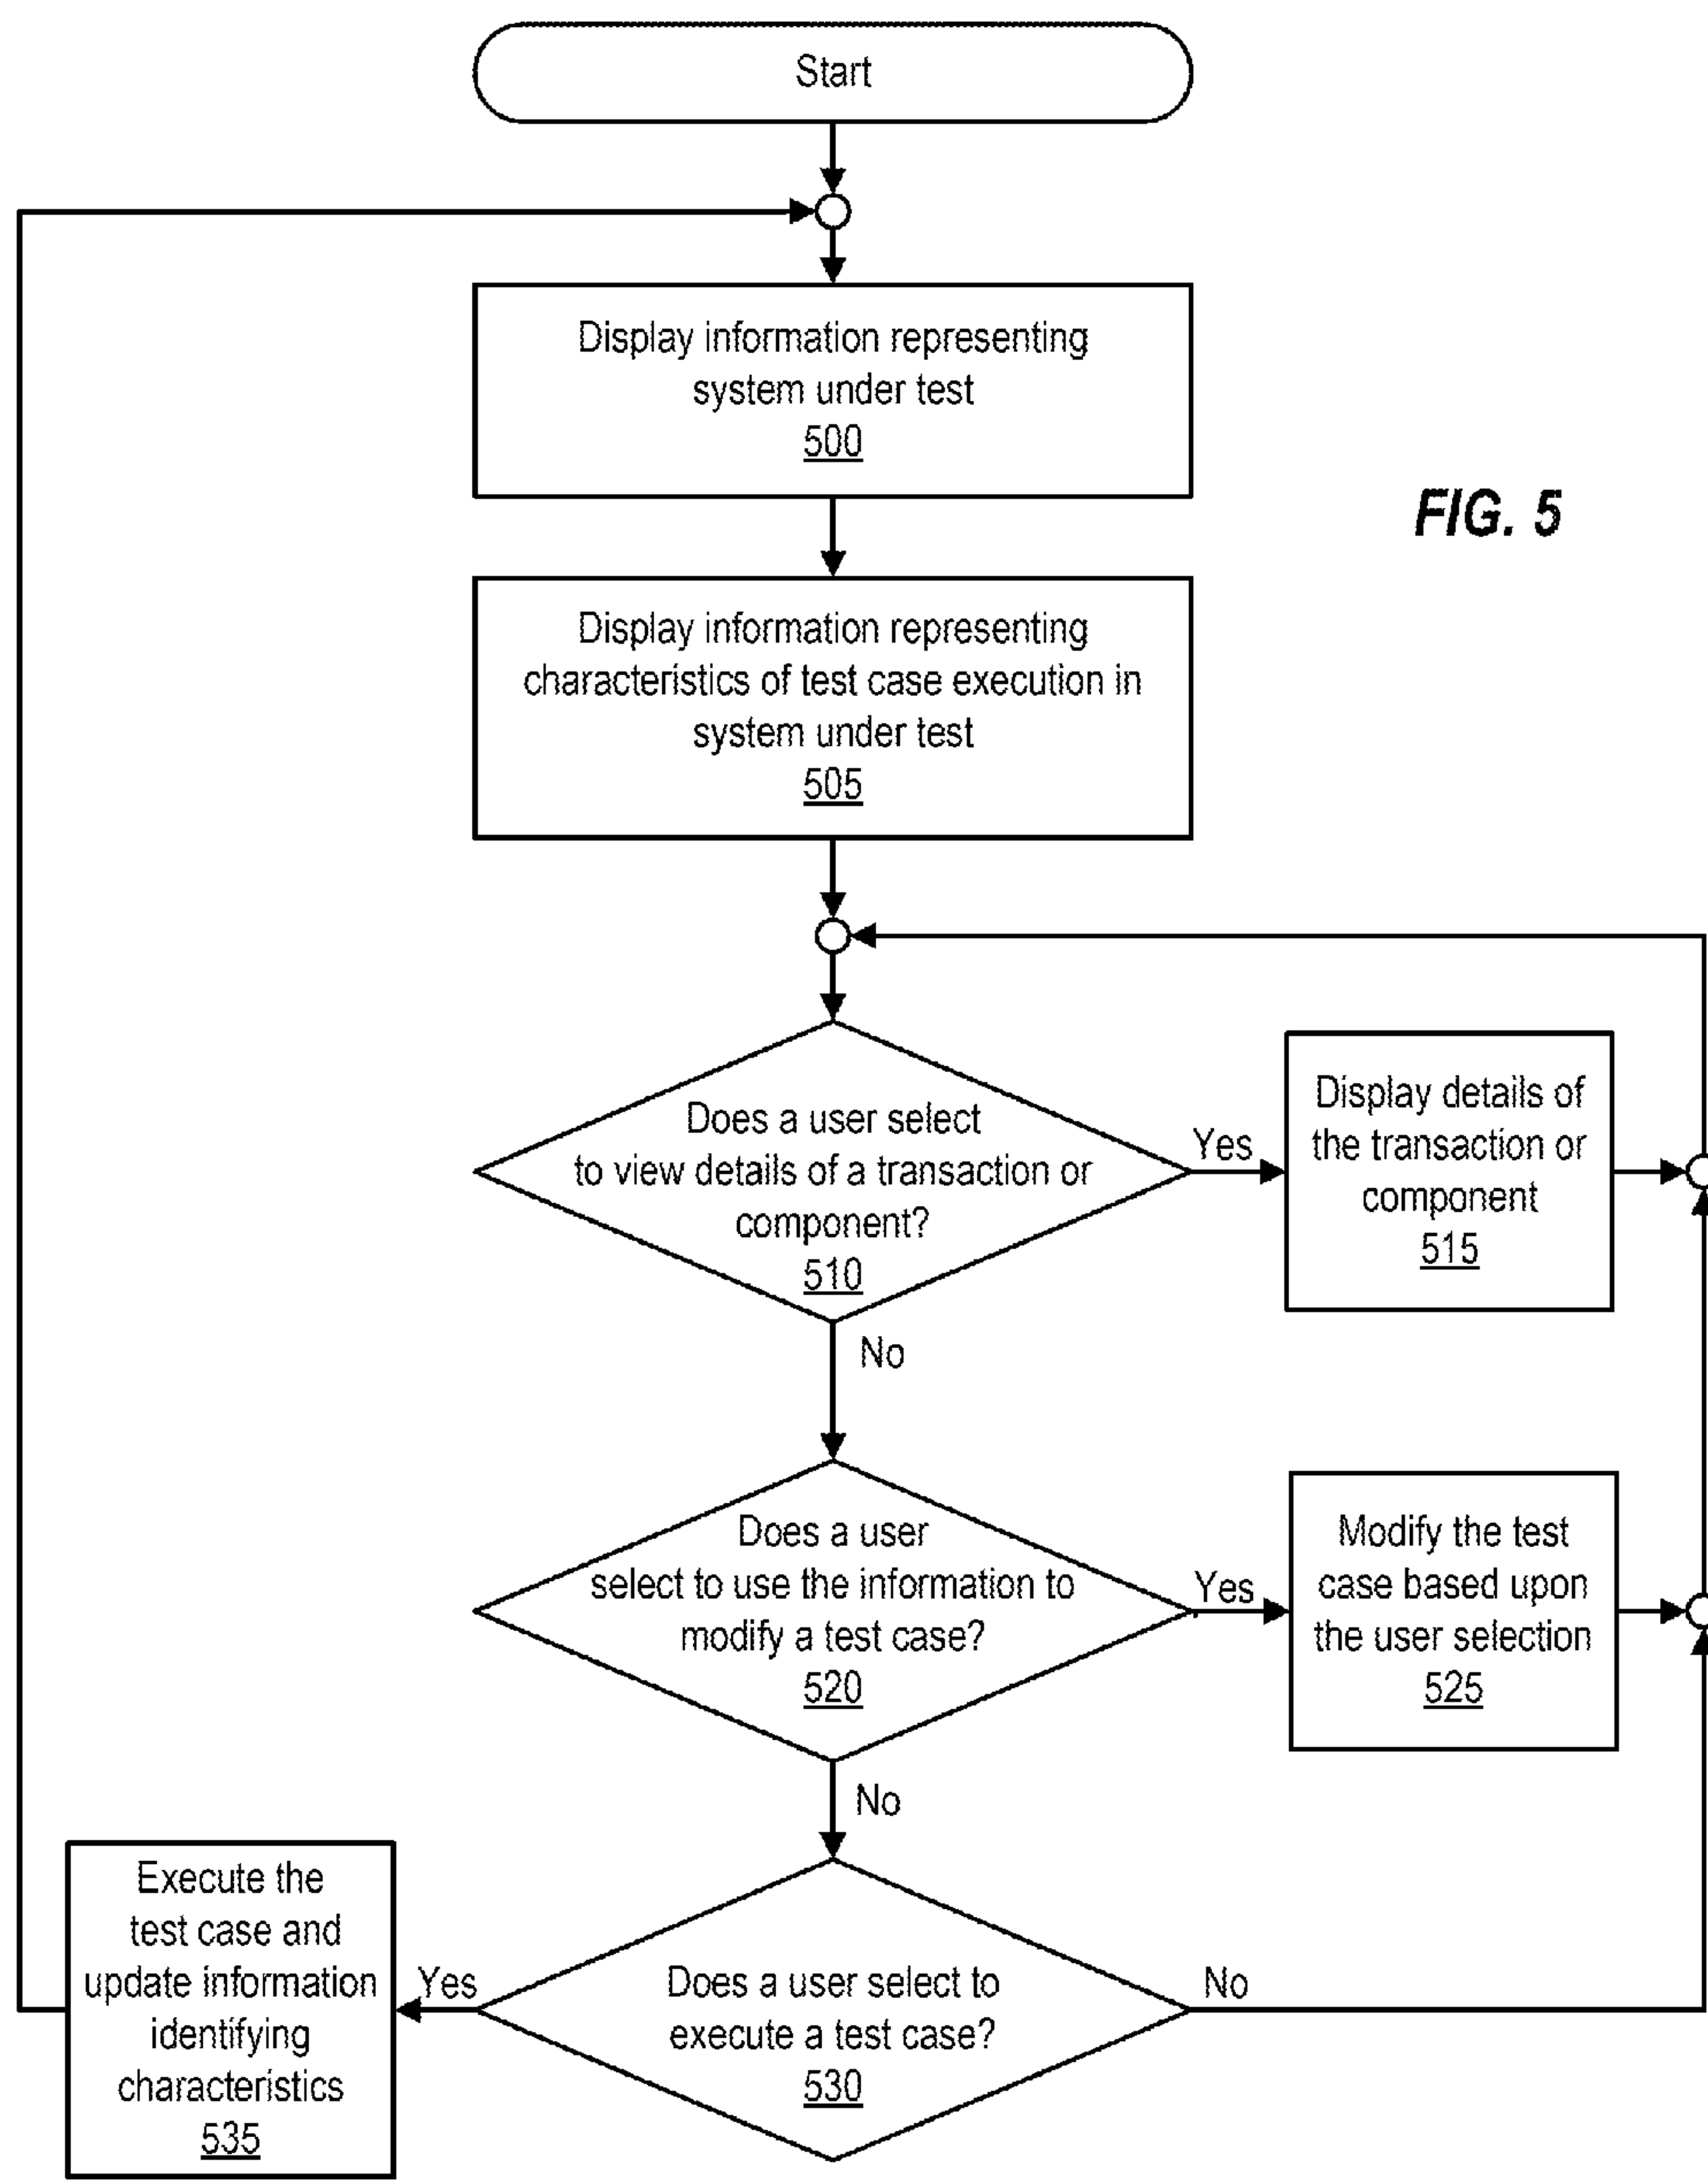 Start
Display information representing
system under test
500
FIG. 5
Display information representing
characteristics of test case execution in
system under test
505
Does a user select
to view details of a transaction or
component?
510
Yes
Display details of
the transaction or
component
515
No
Does a user
select to use the information to
modify a test case?
520
Yes
Modify the test
case based upon
the user selection
525
No
Does a user select to
execute a test case?
530
Yes
No
Execute the
test case and
update information
identifying
characteristics
535